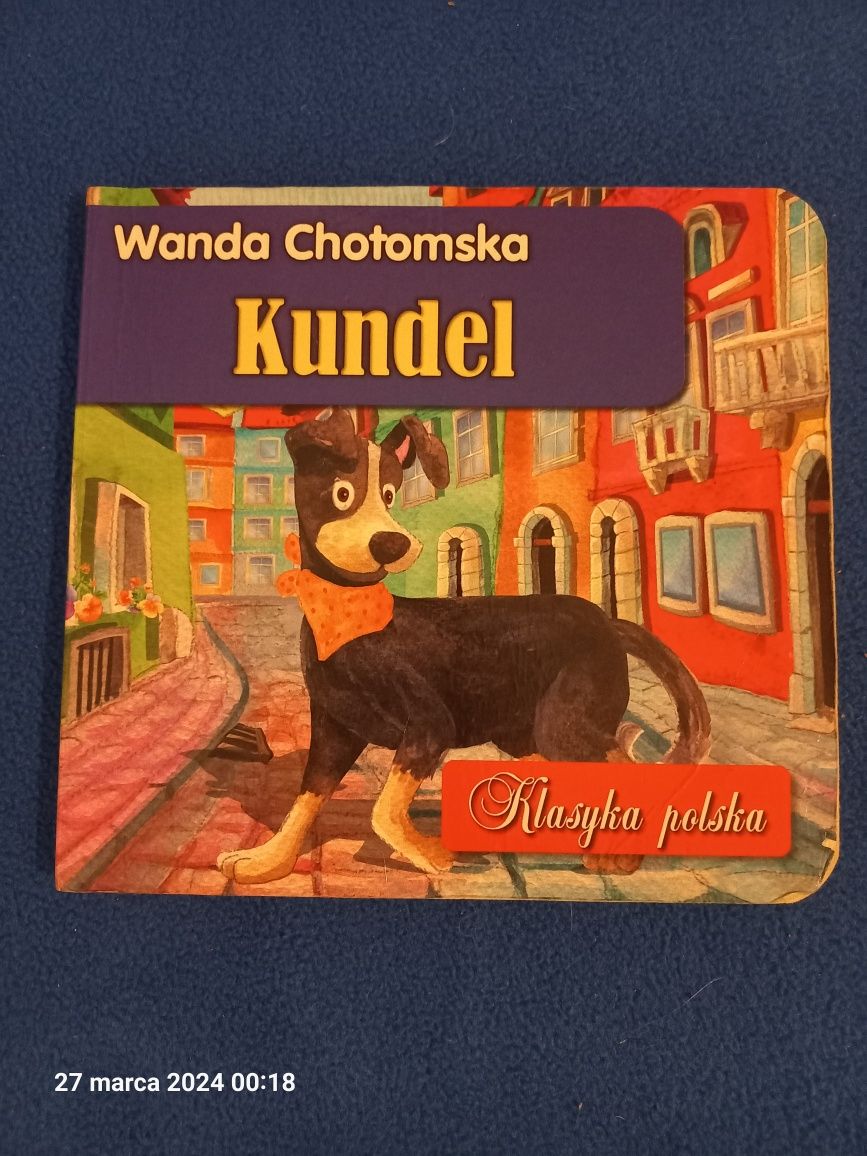 Wanda Chotomska
Kundel
Klasyka polska
27 marca 2024 00:18